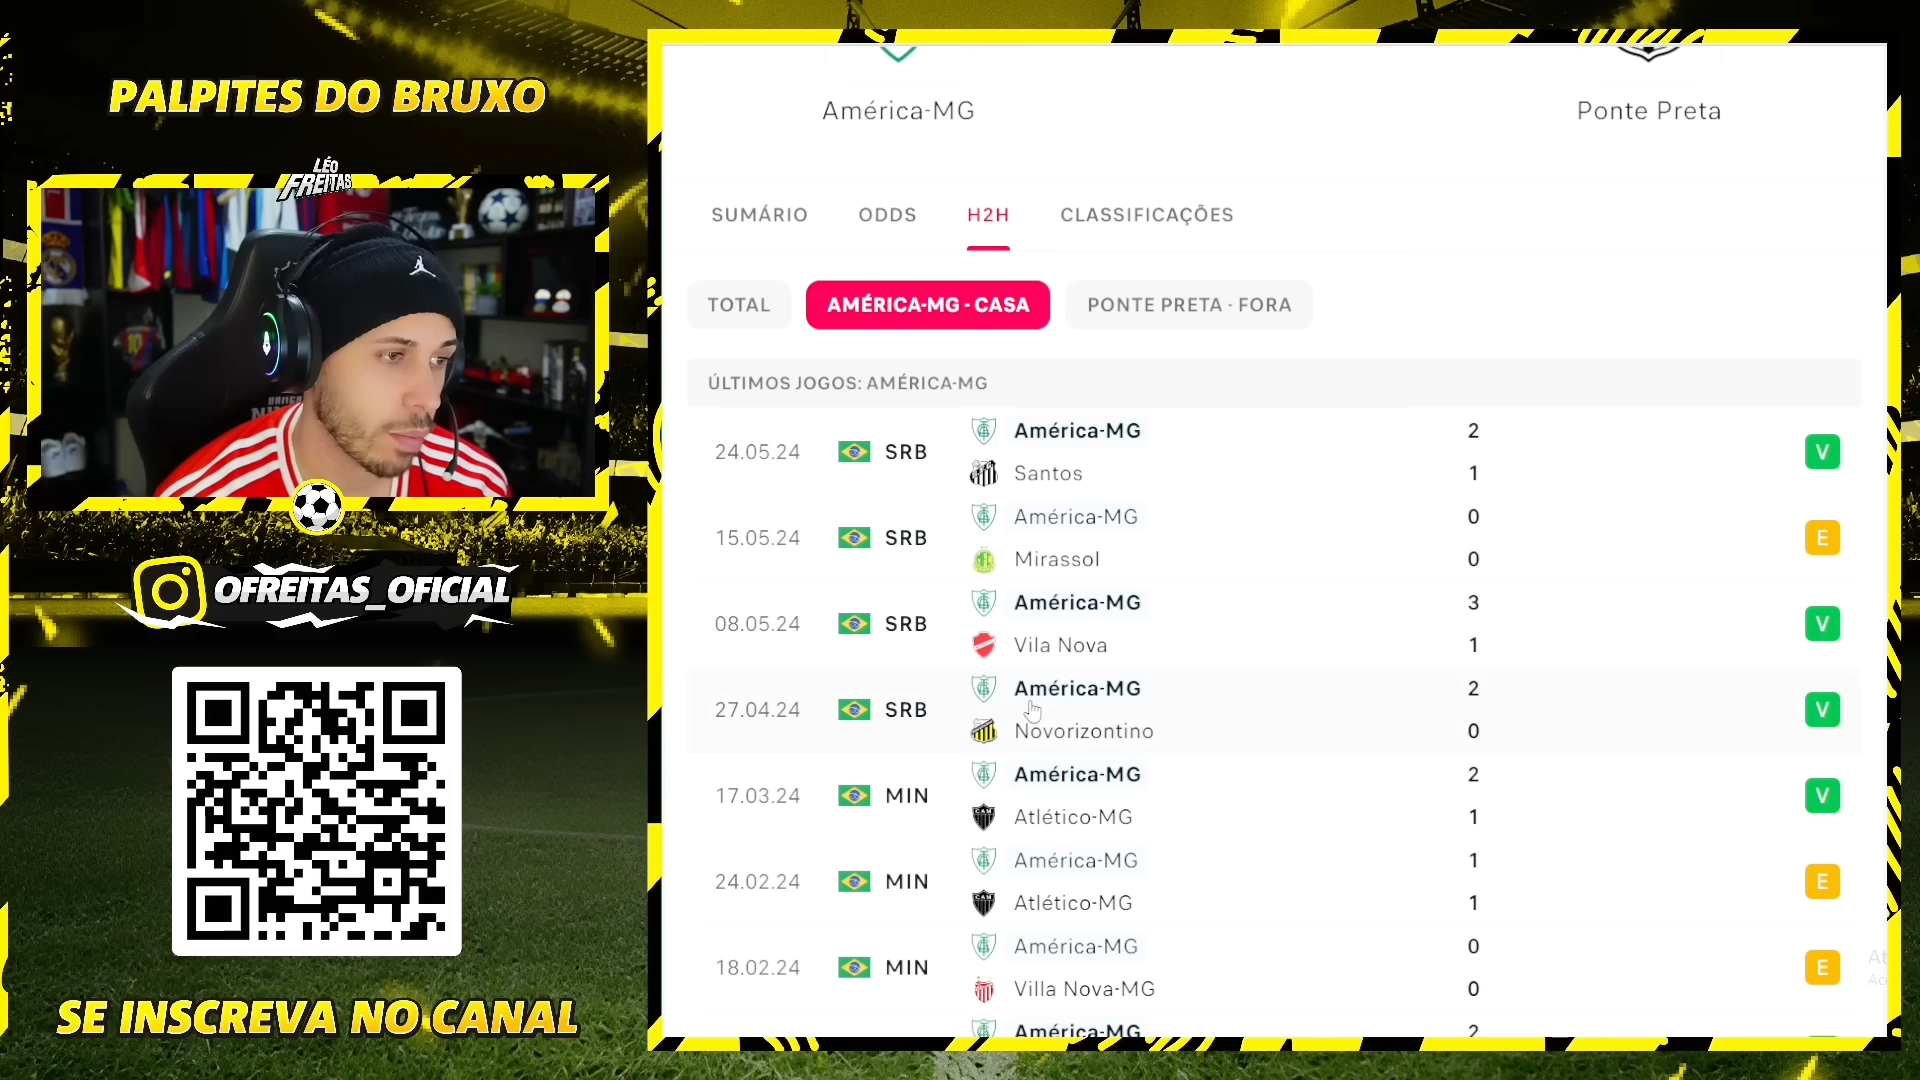 PALPITES DO BRUXO
LÉO
FREITAS
OFREITAS_OFICIAL
SE INSCREVA NO CANAL
América-MG
Ponte Preta
SUMÁRIO ODDS H2H CLASSIFICAÇÕES
TOTAL AMÉRICA-MG - CASA PONTE PRETA - FORA
ÚLTIMOS JOGOS: AMÉRICA-MG
24.05.24 SRB América-MG 2 V
Santos 1
15.05.24 SRB América-MG 0 E
Mirassol 0
08.05.24 SRB América-MG 3 V
Vila Nova 1
27.04.24 SRB América-MG 2 V
Novorizontino 0
17.03.24 MIN América-MG 2 V
Atlético-MG 1
24.02.24 MIN América-MG 1 E
Atlético-MG 1
18.02.24 MIN América-MG 0 E
Villa Nova-MG 0
América-MG 2